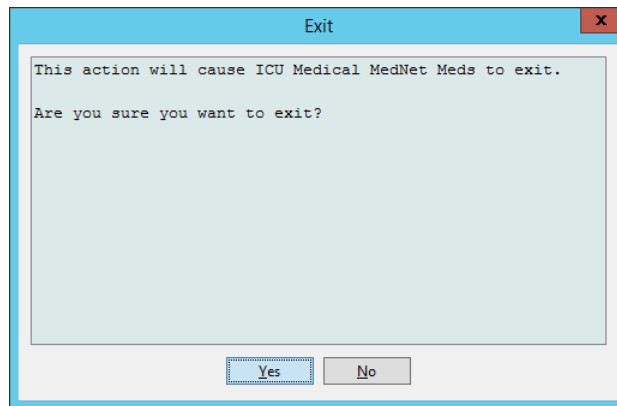 Exit
x
This action will cause ICU Medical MedNet Meds to exit.
Are you sure you want to exit?
Yes
No